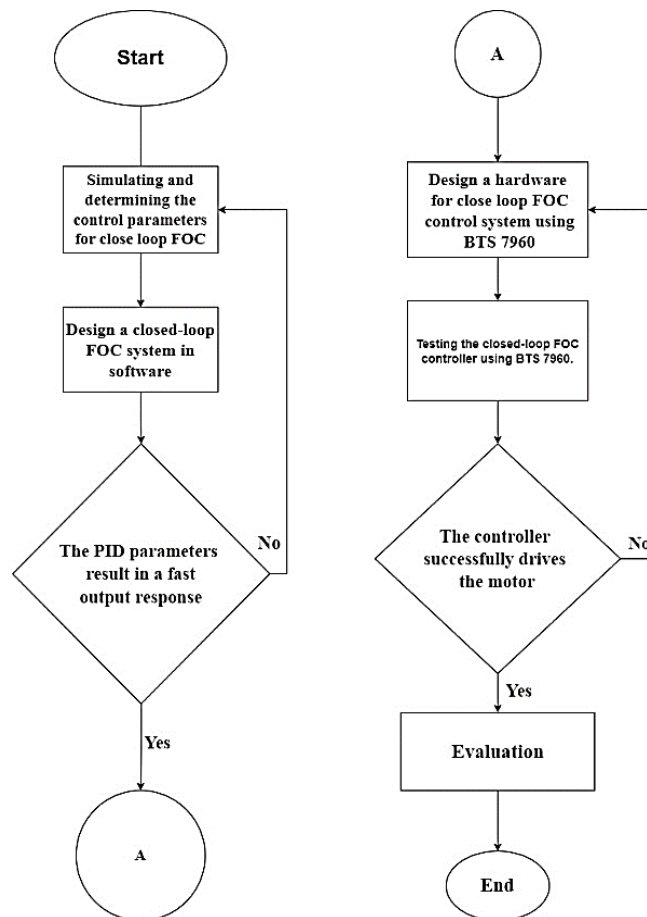 Start
Simulating and
determining the
control parameters
for close loop FOC
Design a closed-loop
FOC system in
software
The PID parameters
result in a fast
output response
No
Yes
A
A
Design a hardware
for close loop FOC
control system using
BTS 7960
Testing the closed-loop FOC
controller using BTS 7960.
The controller
successfully drives
the motor
No
Yes
Evaluation
End